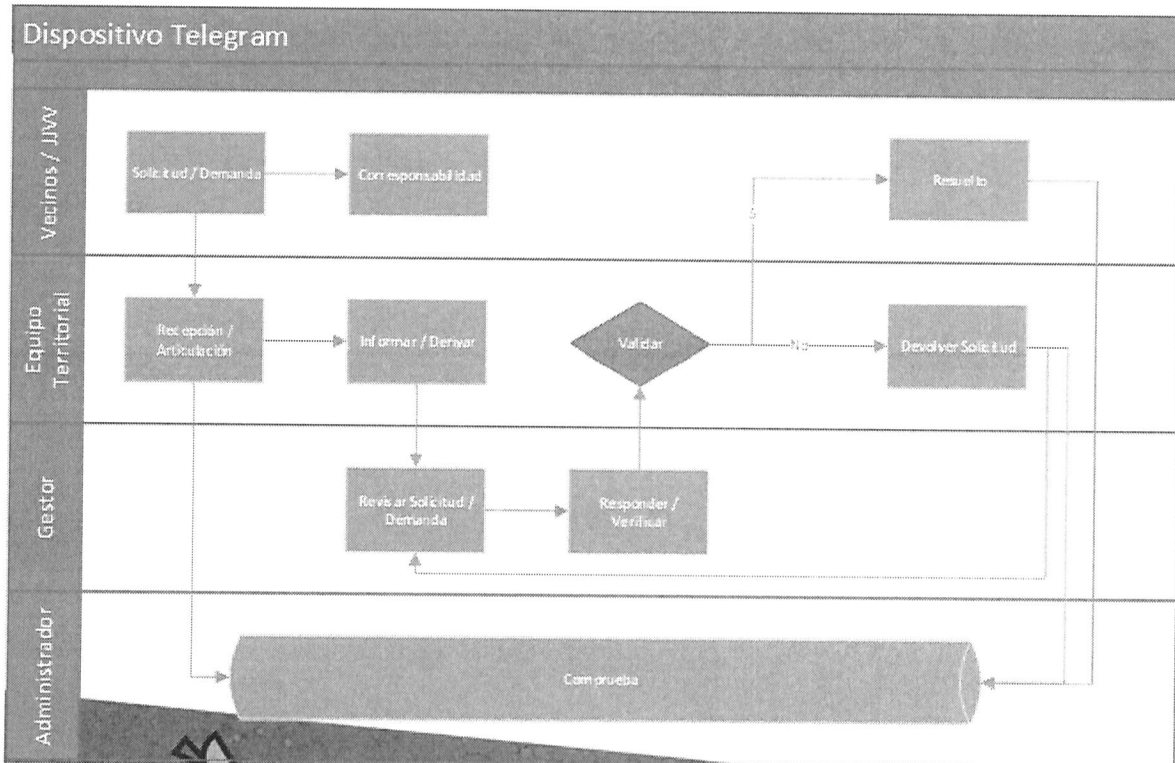 Dispositivo Telegram
Vecinos / JJVV
Solicitud / Demanda
Corresponsabilidad
Resuelto
Equipo
Territorial
Recepción /
Articulación
Informar / Derivar
Validar
No
Devolver Solicitud
Gestor
Revisar Solicitud /
Demanda
Responder /
Verificar
Administrador
Comprueba